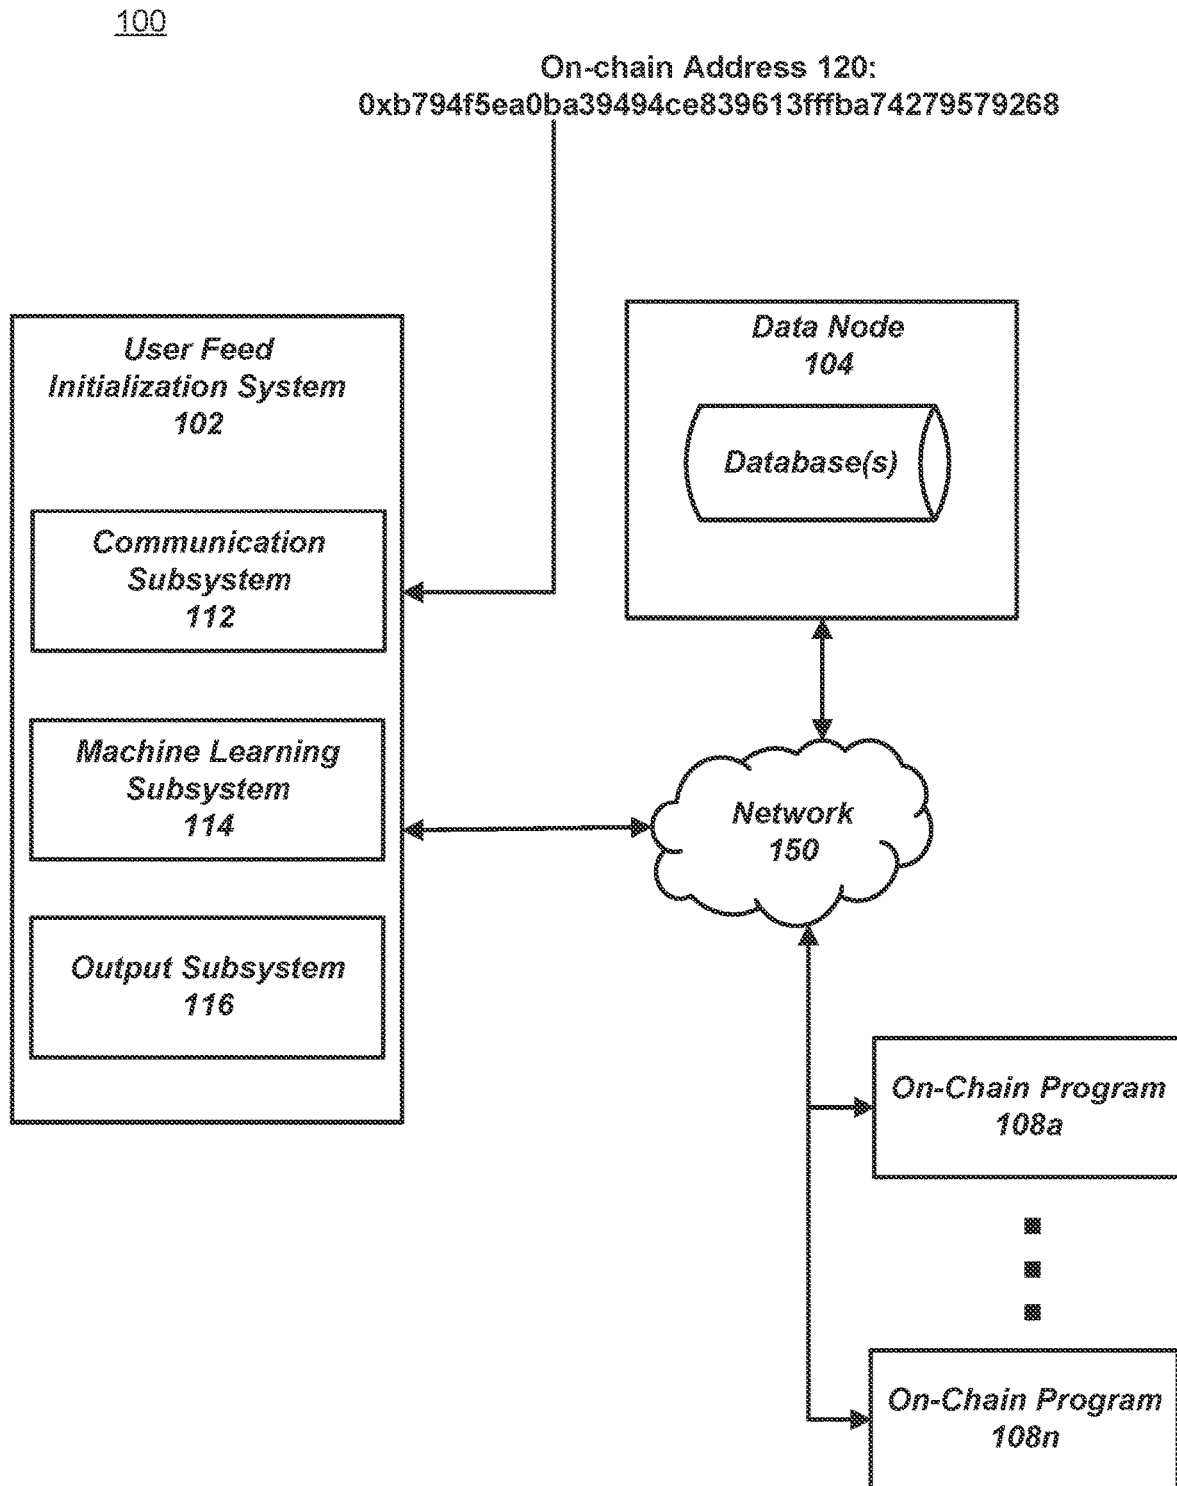 100
On-chain Address 120:
0xb794f5ea0ba39494ce839613fffba74279579268
User Feed
Initialization System
102
Communication
Subsystem
112
Machine Learning
Subsystem
114
Output Subsystem
116
Data Node
104
Database(s)
Network
150
On-Chain Program
108a
On-Chain Program
108n